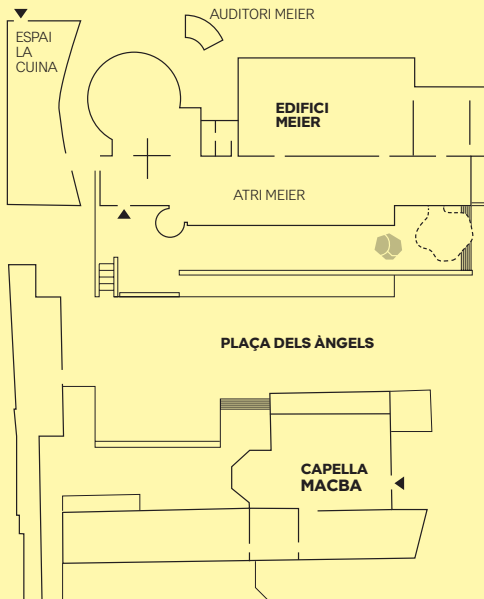 AUDITORI MEIER
ESPAI
LA
CUINA
EDIFICI
MEIER
ATRI MEIER
PLAÇA DELS ÀNGELS
CAPELLA
MACBA